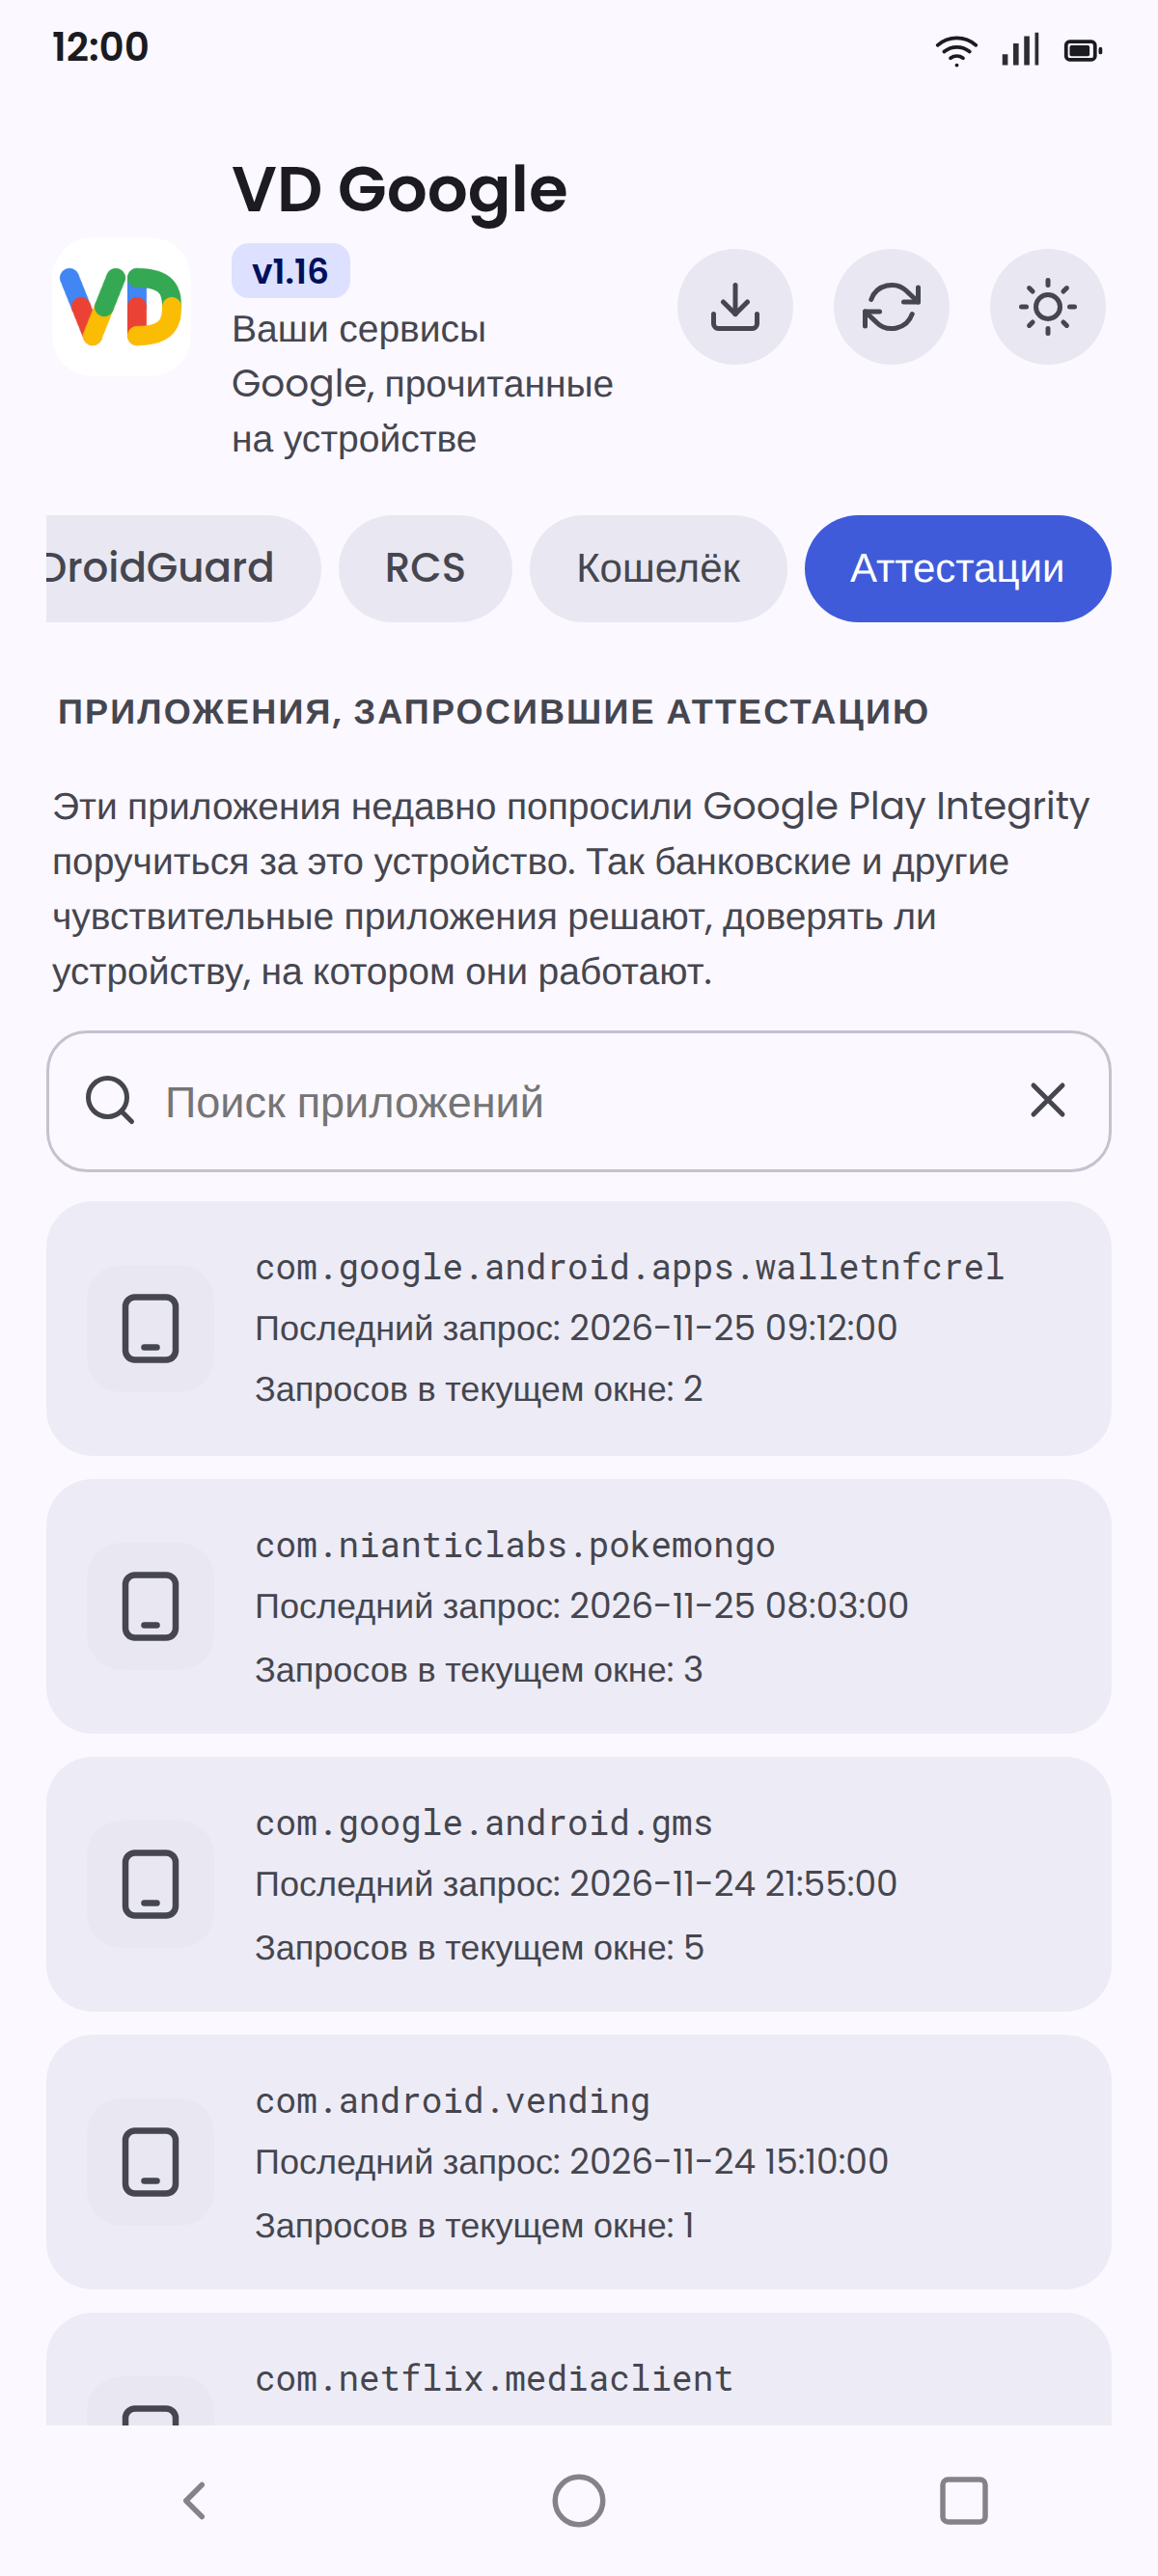 12:00
VD Google
VD
v1.16
Ваши сервисы
Google, прочитанные
на устройстве
DroidGuard
RCS
Кошелёк
Аттестации
ПРИЛОЖЕНИЯ, ЗАПРОСИВШИЕ АТТЕСТАЦИЮ
Эти приложения недавно попросили Google Play Integrity
поручиться за это устройство. Так банковские и другие
чувствительные приложения решают, доверять ли
устройству, на котором они работают.
Поиск приложений
com.google.android.apps.walletnfcrel
Последний запрос: 2026-11-25 09:12:00
Запросов в текущем окне: 2
com.nianticlabs.pokemongo
Последний запрос: 2026-11-25 08:03:00
Запросов в текущем окне: 3
com.google.android.gms
Последний запрос: 2026-11-24 21:55:00
Запросов в текущем окне: 5
com.android.vending
Последний запрос: 2026-11-24 15:10:00
Запросов в текущем окне: 1
com.netflix.mediaclient